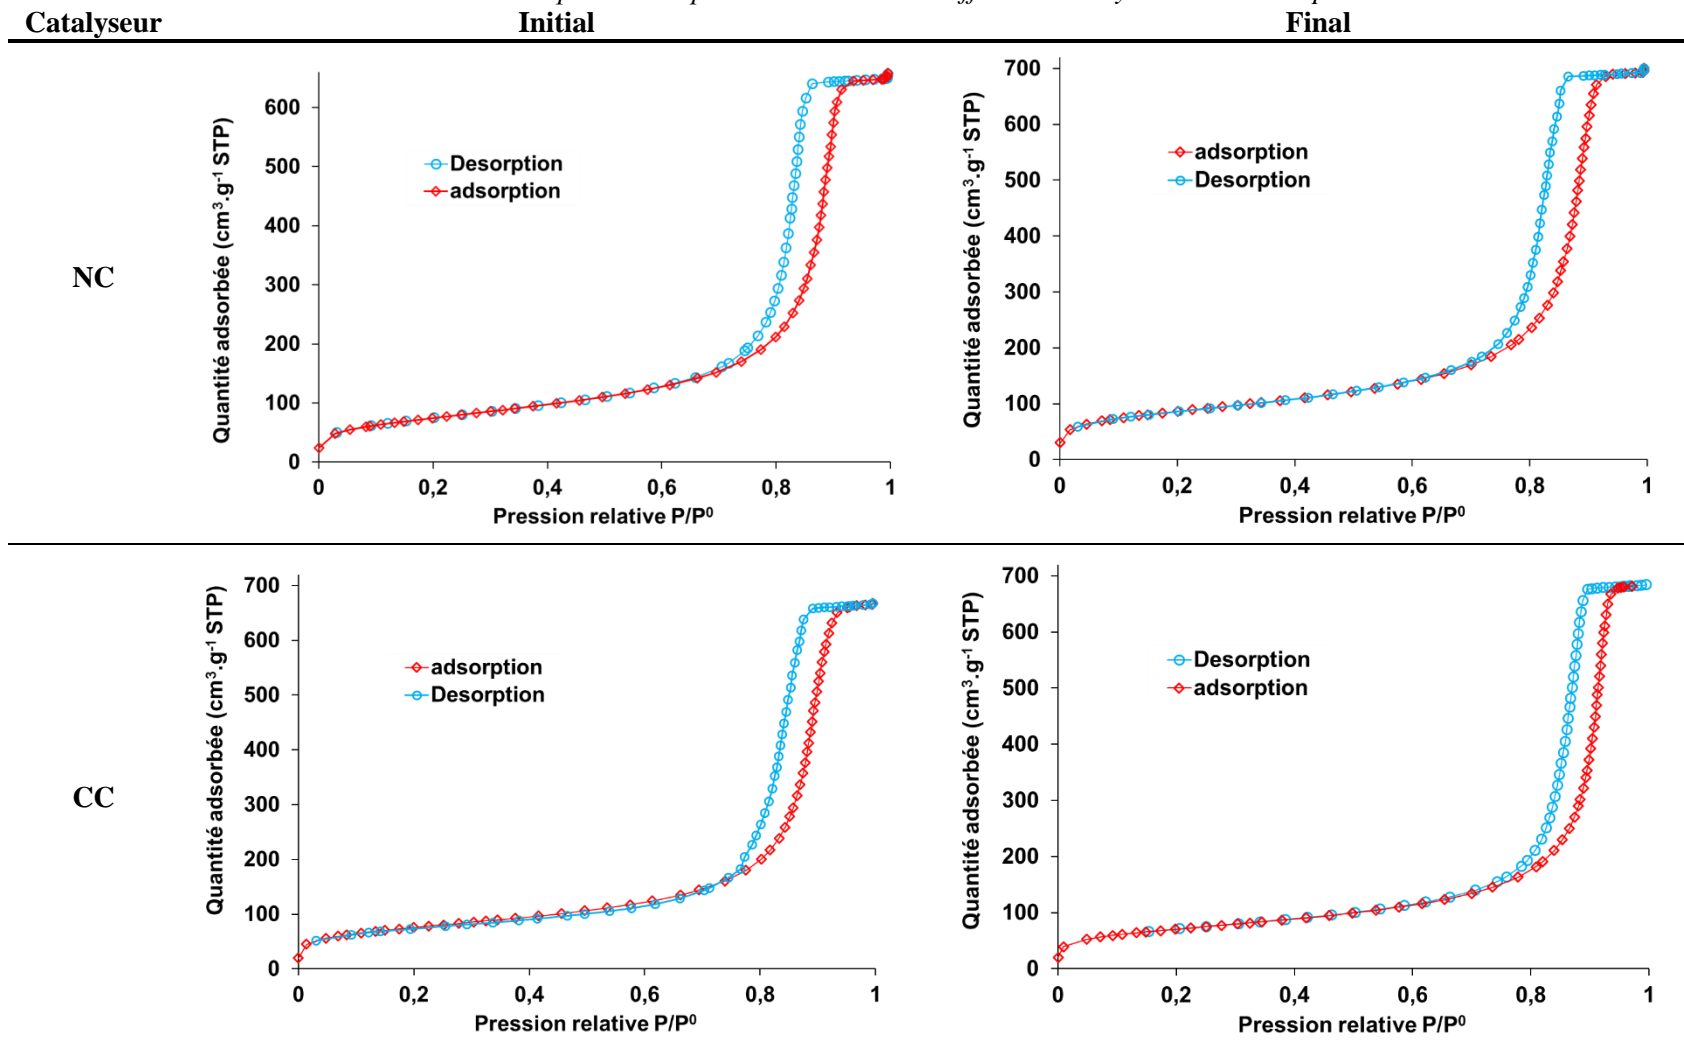 Catalyseur Initial Final
NC
Quantité adsorbée (cm³.g⁻¹ STP)
600
500
400
300
200
100
0
Desorption
adsorption
0 0,2 0,4 0,6 0,8 1
Pression relative P/P⁰
Quantité adsorbée (cm³.g⁻¹ STP)
700
600
500
400
300
200
100
0
adsorption
Desorption
0 0,2 0,4 0,6 0,8 1
Pression relative P/P⁰
CC
Quantité adsorbée (cm³.g⁻¹ STP)
700
600
500
400
300
200
100
0
adsorption
Desorption
0 0,2 0,4 0,6 0,8 1
Pression relative P/P⁰
Quantité adsorbée (cm³.g⁻¹ STP)
700
600
500
400
300
200
100
0
Desorption
adsorption
0 0,2 0,4 0,6 0,8 1
Pression relative P/P⁰